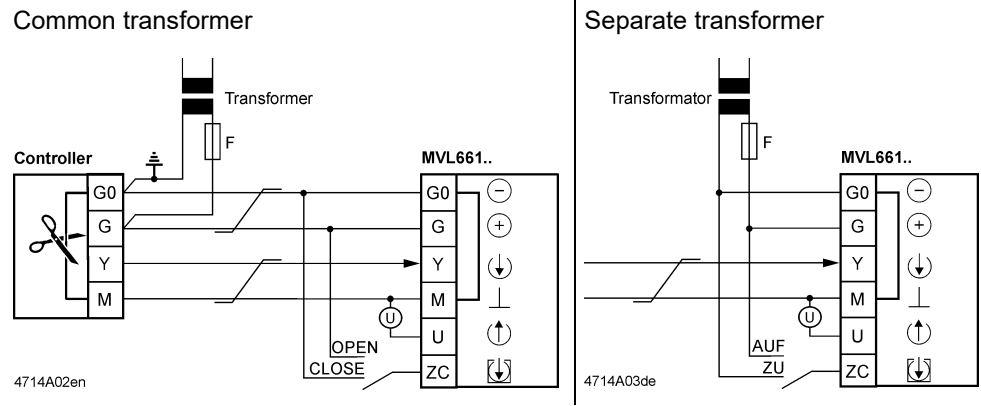 Common transformer
Transformer
F
Controller
MVL661..
G0
G
Y
M
G0
G
Y
M
U
ZC
U
OPEN
CLOSE
4714A02en
Separate transformer
Transformator
F
MVL661..
G0
G
Y
M
U
ZC
U
AUF
ZU
4714A03de